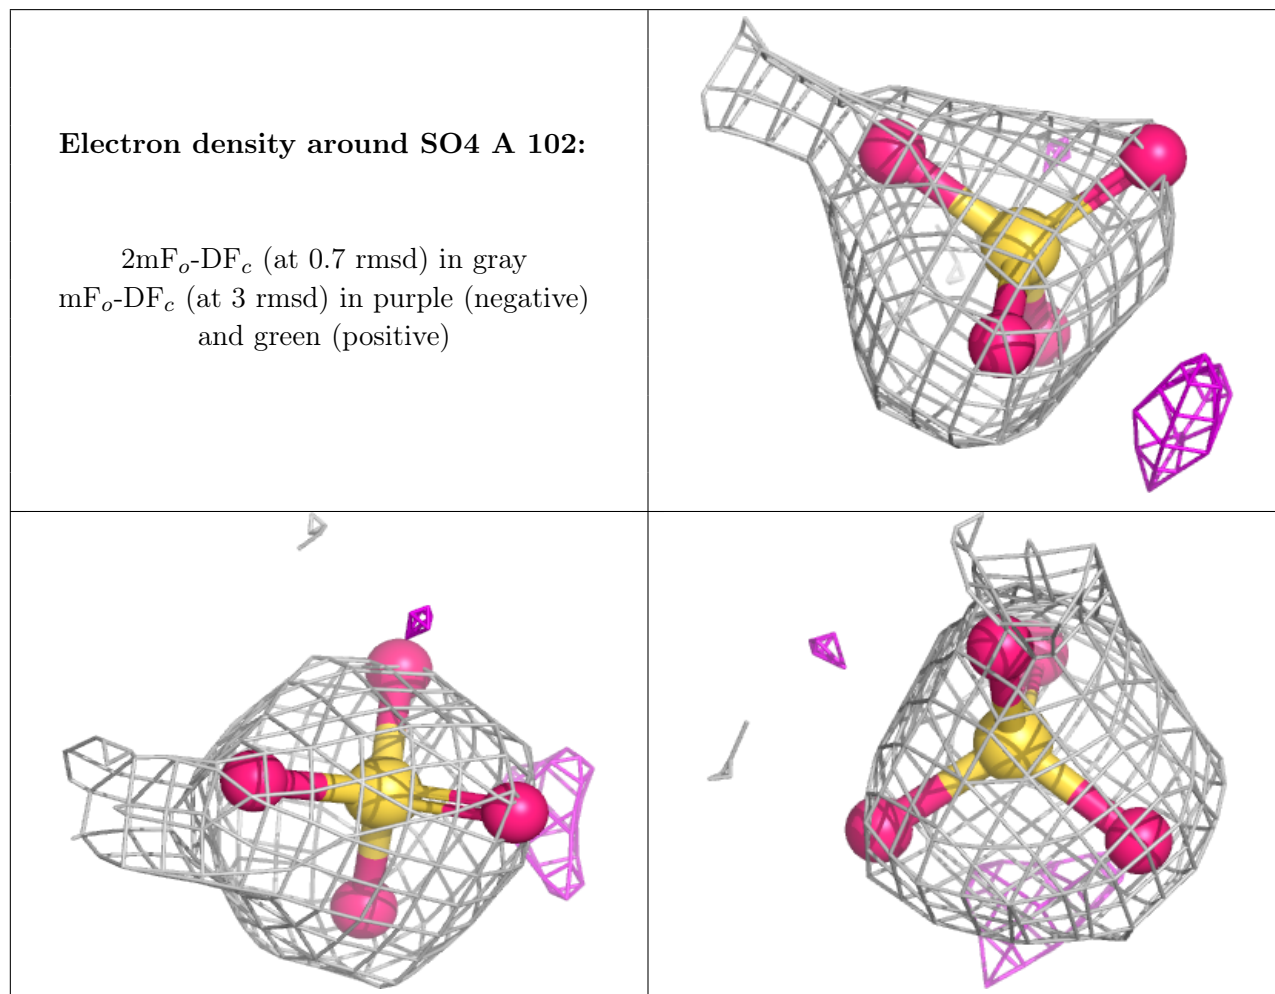 Electron density around SO4 A 102:
2mFo-DFc (at 0.7 rmsd) in gray
mFo-DFc (at 3 rmsd) in purple (negative)
and green (positive)